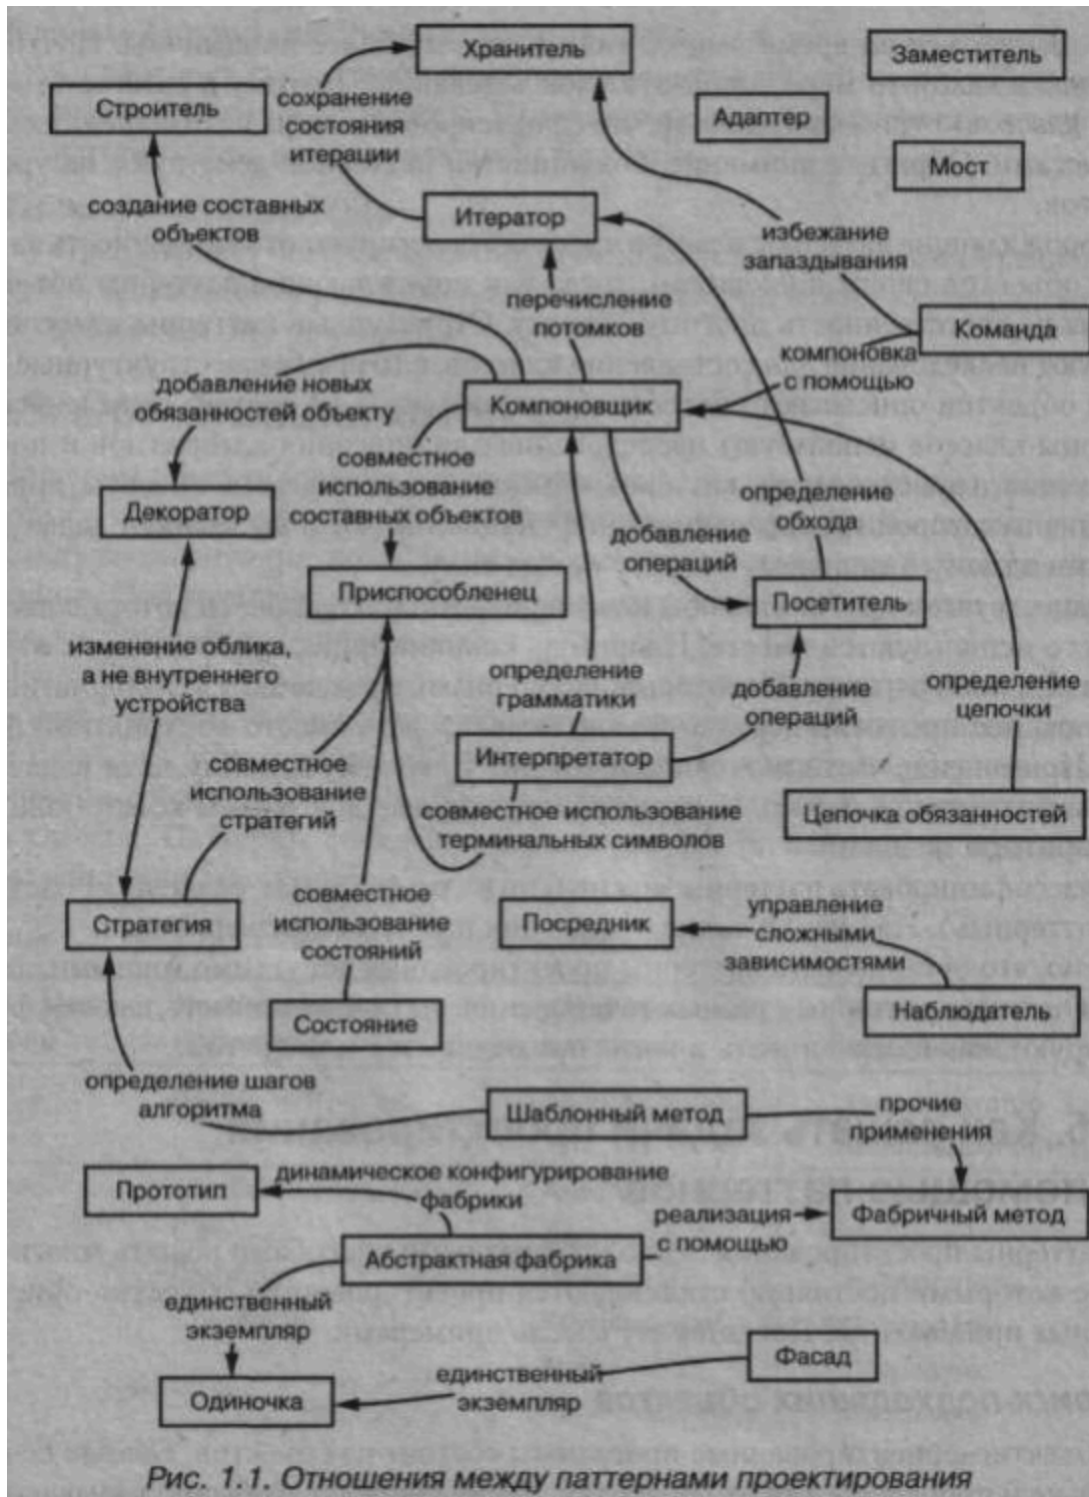 Хранитель
Заместитель
Строитель
сохранение
состояния
итерации
Адаптер
Мост
создание составных
объектов
Итератор
избежание
запаздывания
перечисление
потомков
Команда
компоновка
с помощью
добавление новых
обязанностей объекту
Компоновщик
совместное
использование
составных объектов
Декоратор
определение
обхода
добавление
операций
Приспособленец
Посетитель
изменение облика,
а не внутреннего
устройства
определение
грамматики
добавление
операций
определение
цепочки
Интерпретатор
совместное
использование
стратегий
совместное использование
терминальных символов
Цепочка обязанностей
Стратегия
совместное
использование
состояний
Посредник
управление
сложными
зависимостями
Состояние
Наблюдатель
определение шагов
алгоритма
Шаблонный метод
прочие
применения
Прототип
динамическое конфигурирование
фабрики
реализация
с помощью
Фабричный метод
Абстрактная фабрика
единственный
экземпляр
Фасад
Одиночка
единственный
экземпляр
Рис. 1.1. Отношения между паттернами проектирования